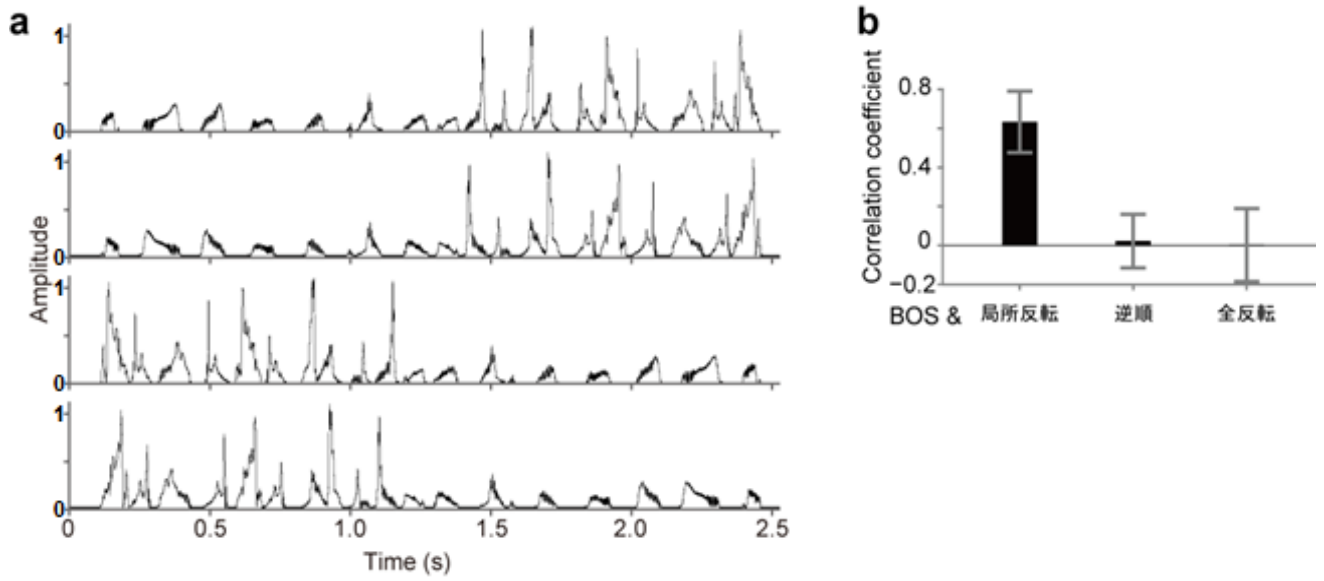 a
1
0
1
0
1
0
1
0
Amplitude
0 0.5 1.0 1.5 2.0 2.5
Time (s)
b
Correlation coefficient
0.8
0.4
0
−0.2
BOS & 局所反転 逆順 全反転